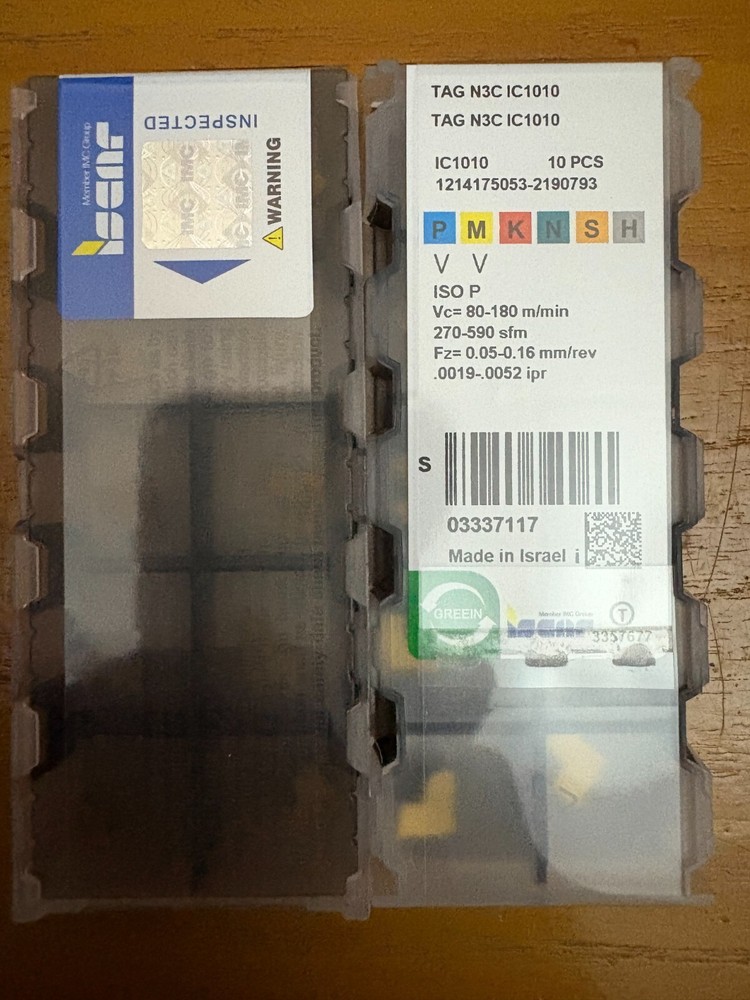 INSPECTED
Member IMC Group
iscar
IMC IMC
WARNING
TAG N3C IC1010
TAG N3C IC1010
IC1010 10 PCS
1214175053-2190793
P M K N S H
V V
ISO P
Vc= 80-180 m/min
270-590 sfm
Fz= 0.05-0.16 mm/rev
.0019-.0052 ipr
S
03337117
Made in Israel i
GREEIN
Member IMC Group
iscar
T
3357677